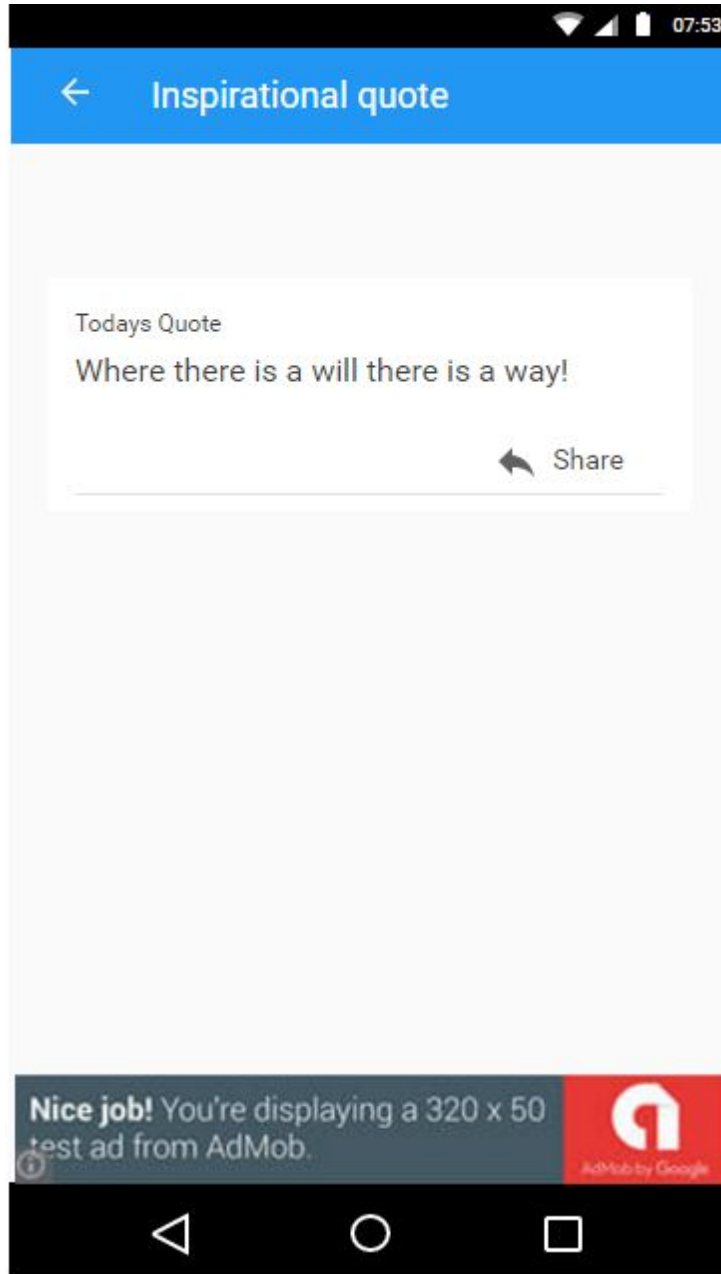 07:53
Inspirational quote
Todays Quote
Where there is a will there is a way!
Share
Nice job! You're displaying a 320 x 50
test ad from AdMob.
AdMob by Google